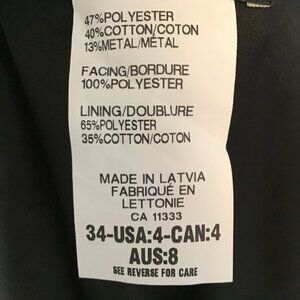 47%POLYESTER
40%COTTON/COTON
13%METAL/MÉTAL
FACING/BORDURE
100%POLYESTER
LINING/DOUBLURE
65%POLYESTER
35%COTTON/COTON
MADE IN LATVIA
FABRIQUÉ EN
LETTONIE
CA 11333
34-USA:4-CAN:4
AUS:8
SEE REVERSE FOR CARE